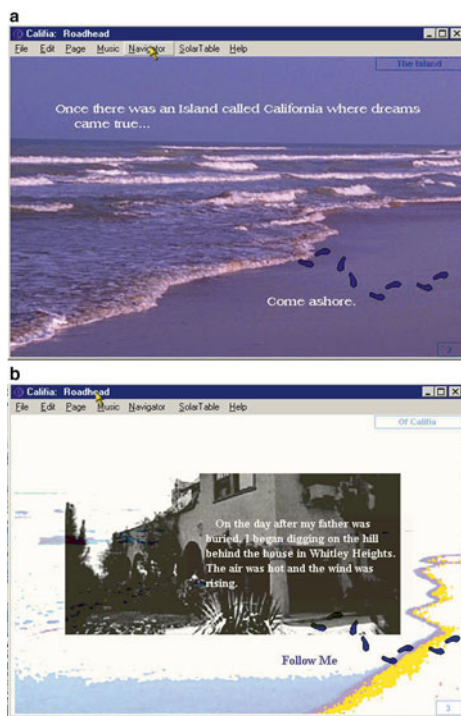 a
Califia: Roadhead
File Edit Page Music Navigator SolarTable Help
The Island
Once there was an Island called California where dreams
came true...
Come ashore.
2
b
Califia: Roadhead
File Edit Page Music Navigator SolarTable Help
Of Califia
On the day after my father was
buried, I began digging on the hill
behind the house in Whitley Heights.
The air was hot and the wind was
rising.
Follow Me
3